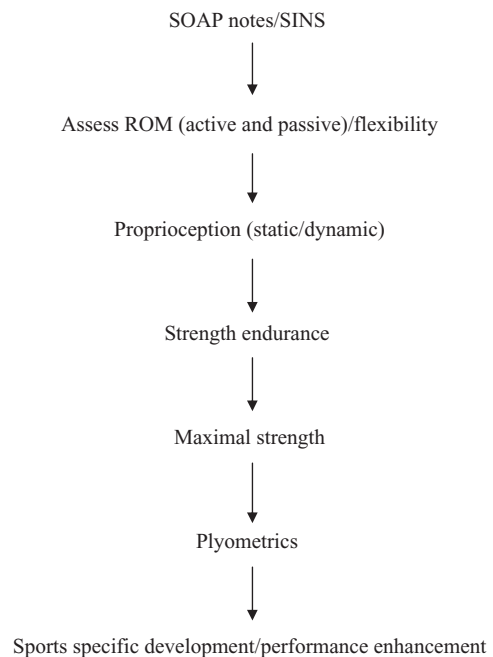 SOAP notes/SINS
Assess ROM (active and passive)/flexibility
Proprioception (static/dynamic)
Strength endurance
Maximal strength
Plyometrics
Sports specific development/performance enhancement